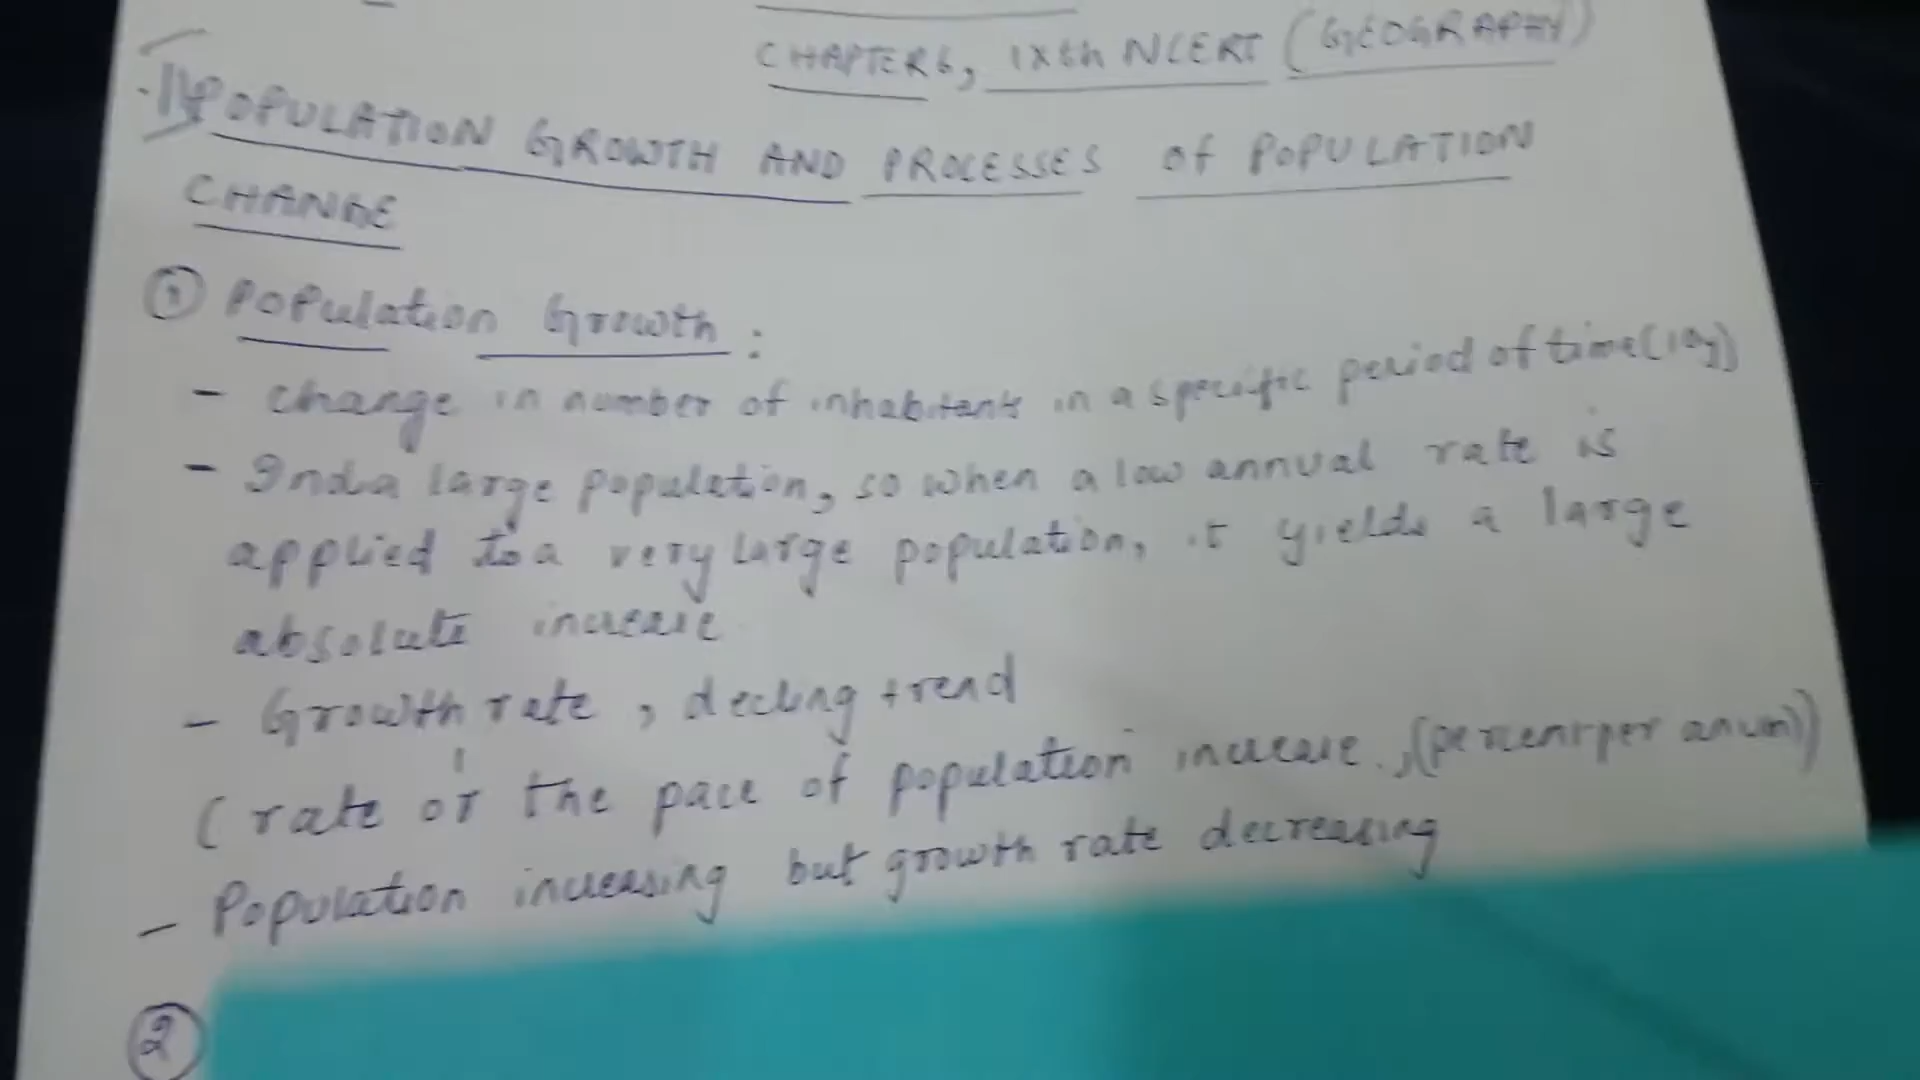 CHAPTER6, IXth NCERT (GEOGRAPHY)
POPULATION GROWTH AND PROCESSES of POPULATION
CHANGE
① Population Growth :
- change in number of inhabitants in a specific period of time(10y)
- India large population, so when a low annual rate is
applied to a very large population, it yields a large
absolute increase
- Growth rate, decling trend
(rate or the pace of population increase., (percent per anum))
- Population increasing but growth rate decreasing
②